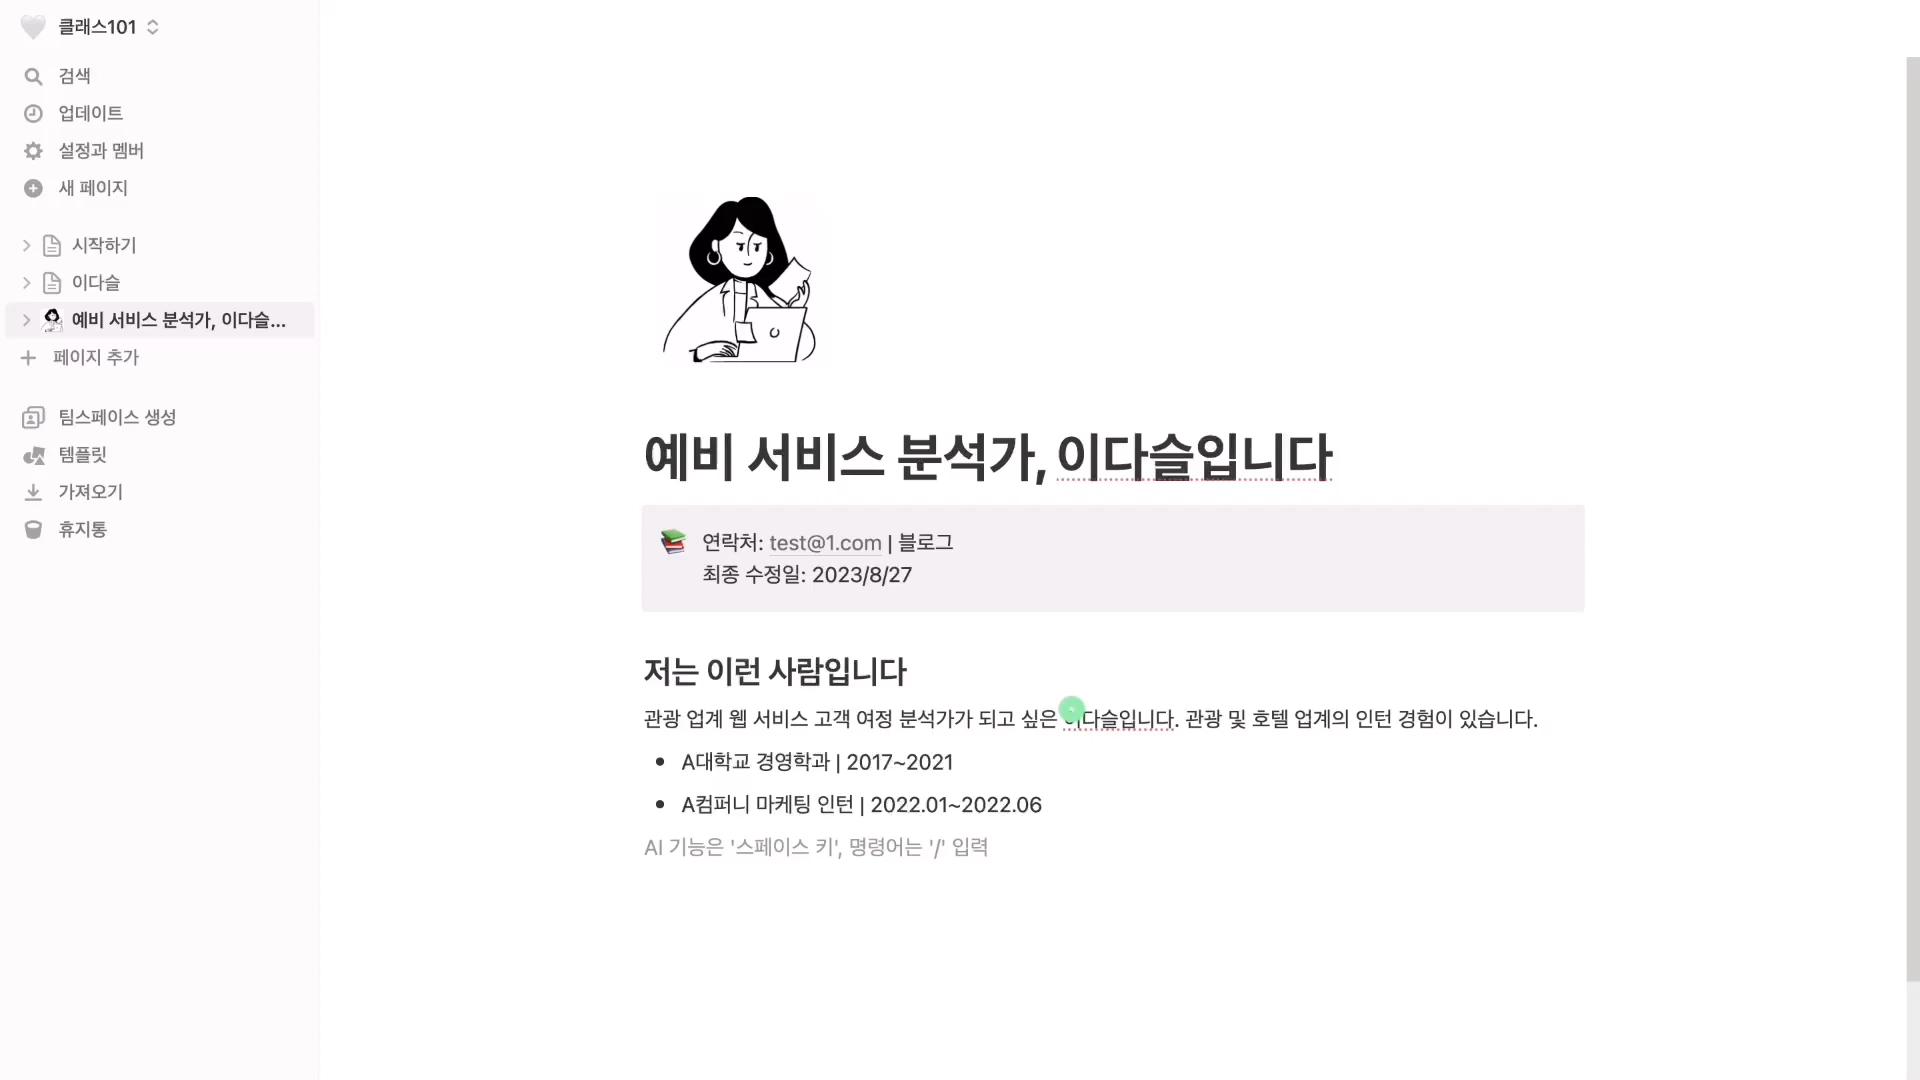 클래스101
검색
업데이트
설정과 멤버
새 페이지
시작하기
이다슬
예비 서비스 분석가, 이다슬...
페이지 추가
팀스페이스 생성
템플릿
가져오기
휴지통
예비 서비스 분석가, 이다슬입니다
연락처: test@1.com | 블로그
최종 수정일: 2023/8/27
저는 이런 사람입니다
관광 업계 웹 서비스 고객 여정 분석가가 되고 싶은 이다슬입니다. 관광 및 호텔 업계의 인턴 경험이 있습니다.
• A대학교 경영학과 | 2017~2021
• A컴퍼니 마케팅 인턴 | 2022.01~2022.06
AI 기능은 '스페이스 키', 명령어는 '/' 입력